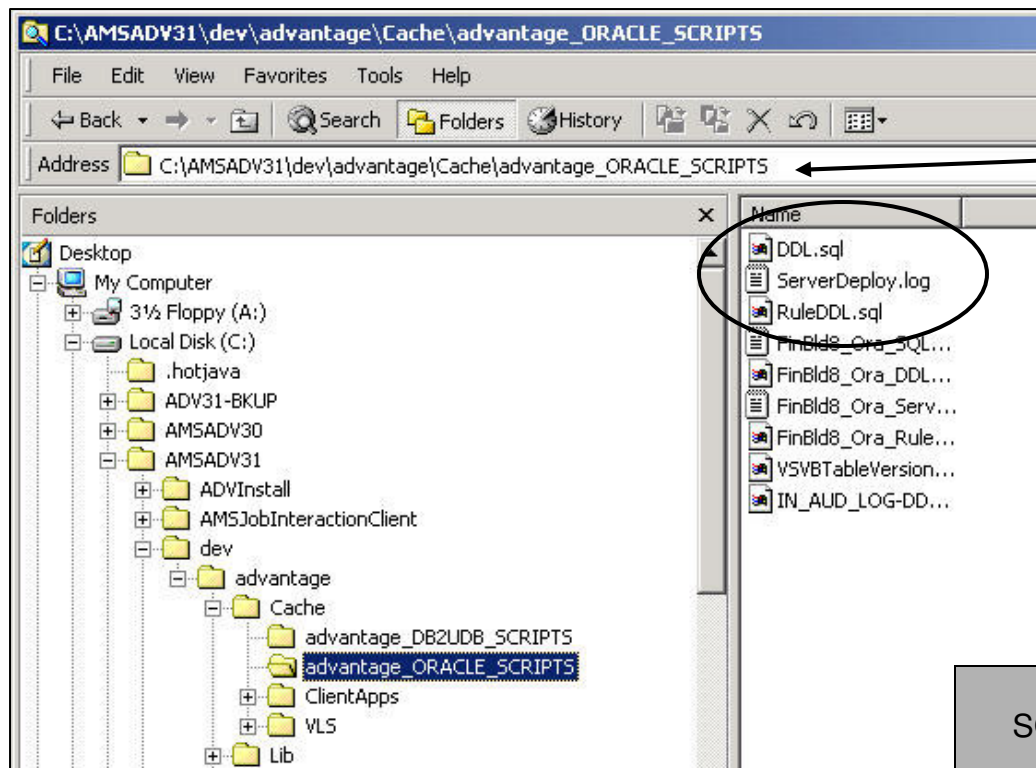 C:\AMSADV31\dev\advantage\Cache\advantage_ORACLE_SCRIPTS
File Edit View Favorites Tools Help
Back Search Folders History
Address C:\AMSADV31\dev\advantage\Cache\advantage_ORACLE_SCRIPTS
Folders x
Desktop
My Computer
3½ Floppy (A:)
Local Disk (C:)
.hotjava
ADV31-BKUP
AMSADV30
AMSADV31
ADVInstall
AMSJobInteractionClient
dev
advantage
Cache
advantage_DB2UDB_SCRIPTS
advantage_ORACLE_SCRIPTS
ClientApps
VLS
Lib
Name
DDL.sql
ServerDeploy.log
RuleDDL.sql
FinBld8_Ora_SQL...
FinBld8_Ora_DDL...
FinBld8_Ora_Serv...
FinBld8_Ora_Rule...
VSVBTableVersion...
IN_AUD_LOG-DD...